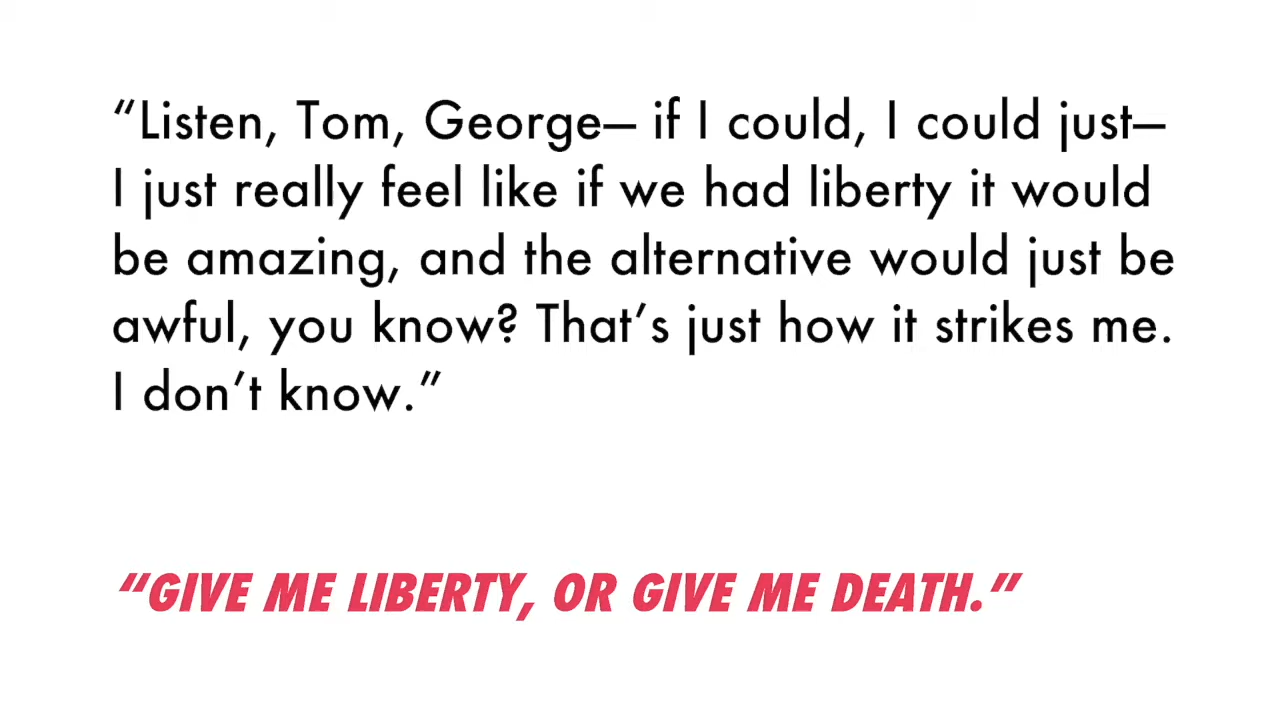 “Listen, Tom, George— if I could, I could just—
I just really feel like if we had liberty it would
be amazing, and the alternative would just be
awful, you know? That’s just how it strikes me.
I don’t know.”
“GIVE ME LIBERTY, OR GIVE ME DEATH.”